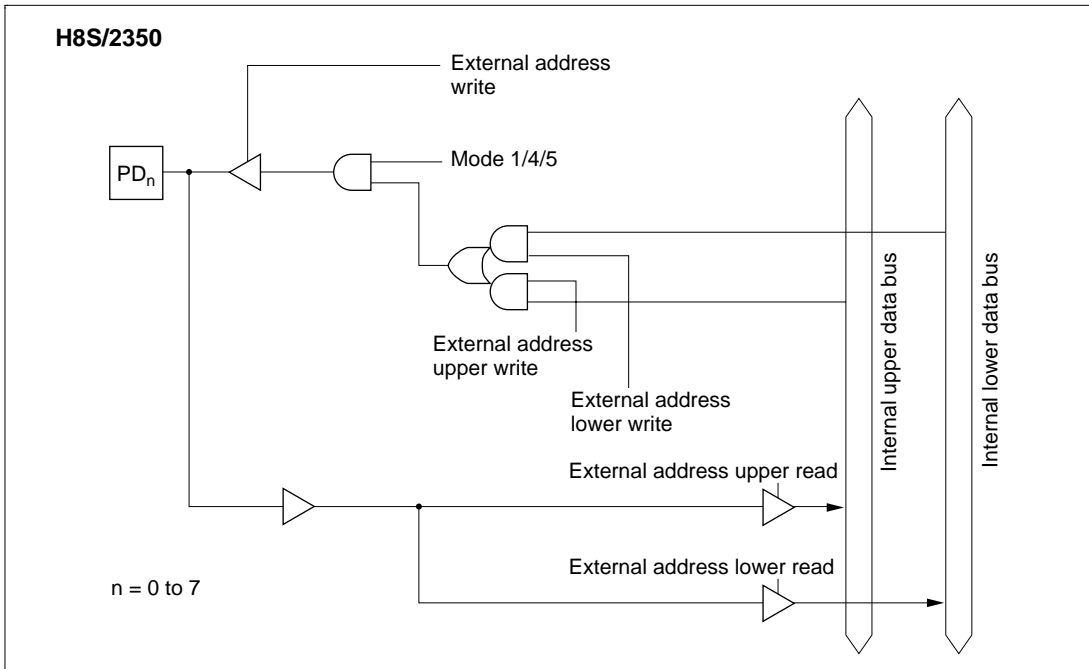 H8S/2350
External address
write
PDn
Mode 1/4/5
External address
upper write
External address
lower write
Internal upper data bus
Internal lower data bus
External address upper read
External address lower read
n = 0 to 7